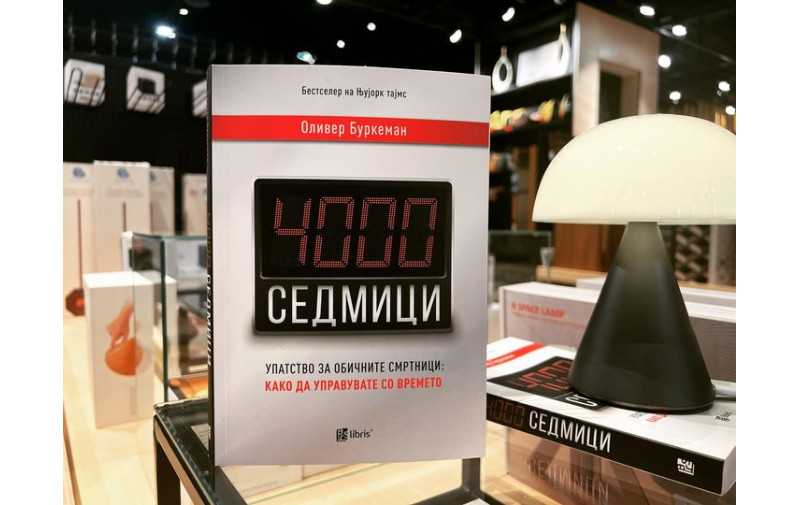 Бестселер на Њујорк тајмс
Оливер Буркеман
4000
СЕДМИЦИ
УПАТСТВО ЗА ОБИЧНИТЕ СМРТНИЦИ:
КАКО ДА УПРАВУВАТЕ СО ВРЕМЕТО
libris
SPACE LAMP
4000 СЕДМИЦИ